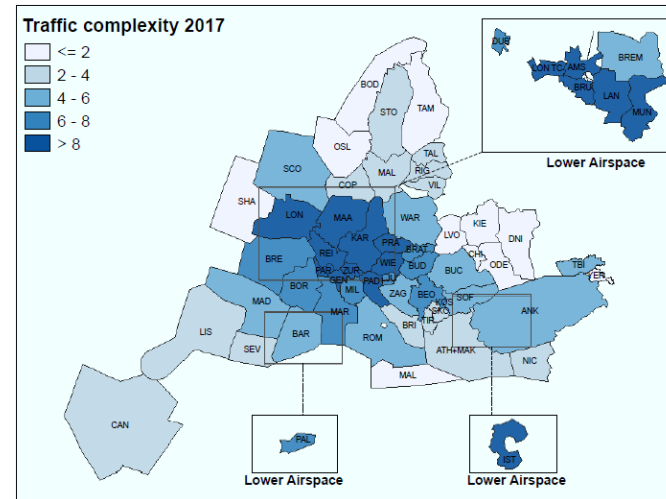 Traffic complexity 2017
<= 2
2 - 4
4 - 6
6 - 8
> 8
DUB
BREM
LON TC
AMS
BRU
LAN
MUN
Lower Airspace
BOD
STO
TAM
OSL
SCO
TAL
MAL
RIG
COP
VIL
SHA
LON
MAA
WAR
KAR
LVO
KIE
DNI
PRA
BRE
REI
BRAT
CHI
WIE
BUD
ODE
TBI
PAR
ZUR
BUC
GEN
MIL
PAD
LJU
ZAG
BOR
BEO
KOS
SOF
MAD
MAR
SKO
ANK
TIR
LIS
BRI
SEV
BAR
ROM
ATH+MAK
NIC
MAL
CAN
PAL
Lower Airspace
IST
Lower Airspace